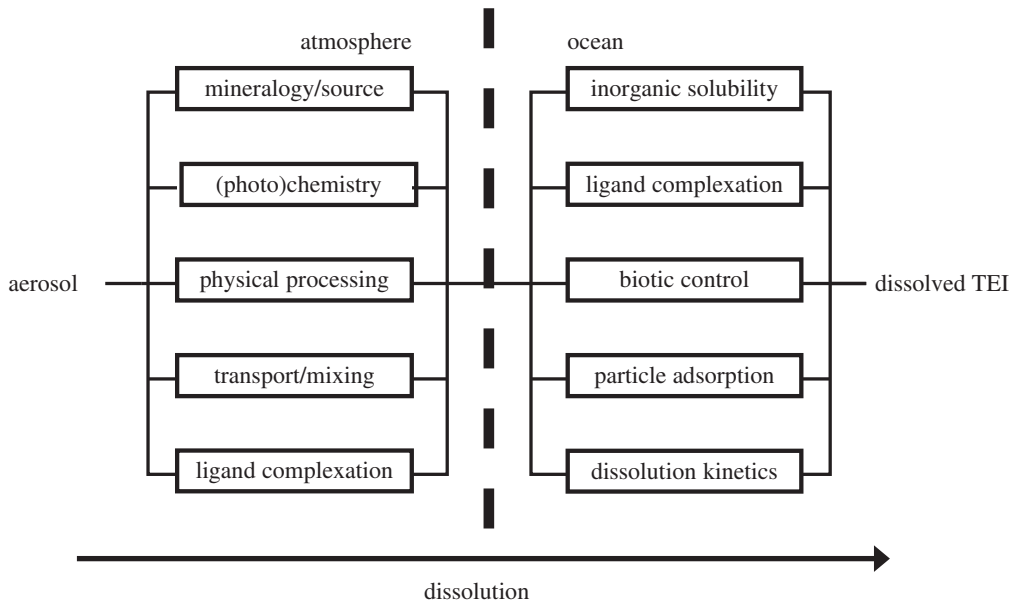 atmosphere
ocean
mineralogy/source
inorganic solubility
(photo)chemistry
ligand complexation
aerosol
physical processing
biotic control
dissolved TEI
transport/mixing
particle adsorption
ligand complexation
dissolution kinetics
dissolution